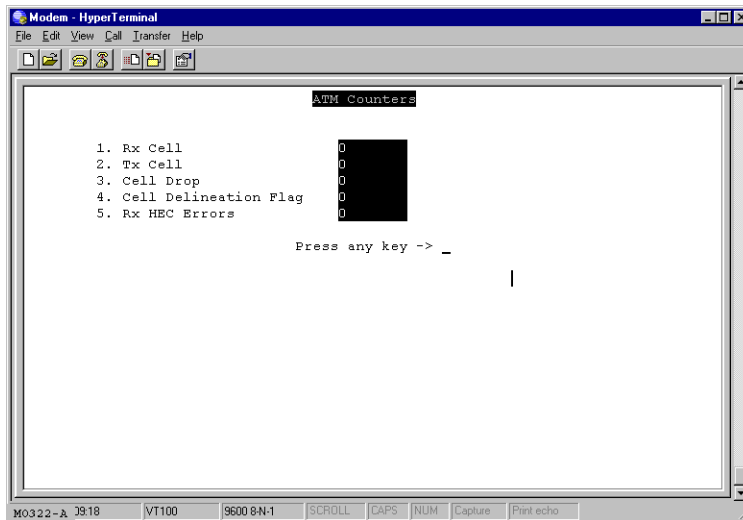 Modem - HyperTerminal
File Edit View Call Transfer Help
ATM Counters
1. Rx Cell 0
2. Tx Cell 0
3. Cell Drop 0
4. Cell Delineation Flag 0
5. Rx HEC Errors 0
Press any key -> _
M0322-A 09:18 VT100 9600 8-N-1 SCROLL CAPS NUM Capture Print echo